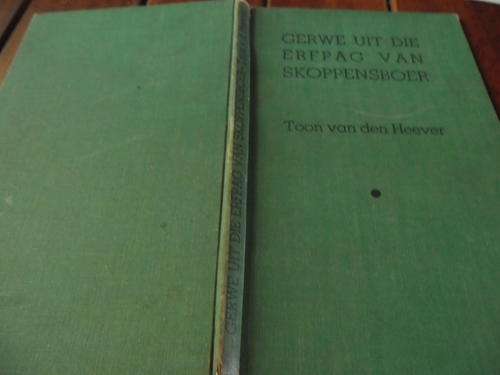 GERWE UIT DIE
ERFPAG VAN
SKOPPENSBOER
Toon van den Heever
GERWE UIT DIE ERFPAG VAN SKOPPENSBOER